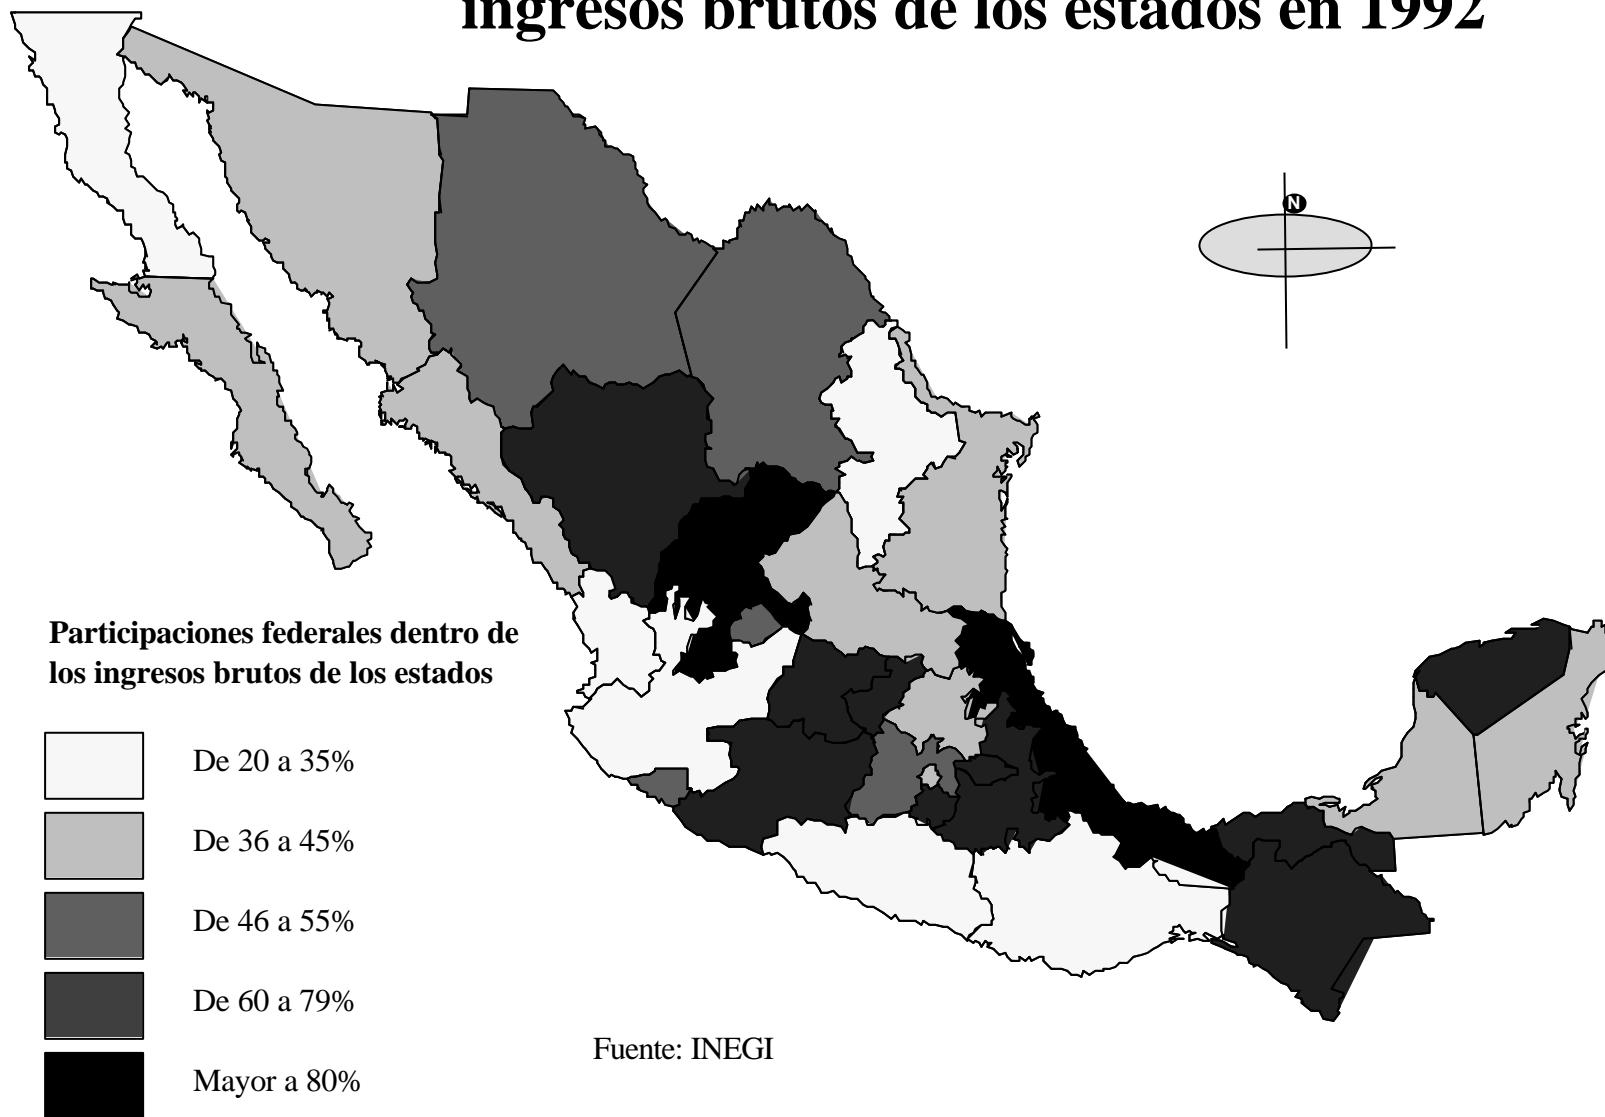 ingresos brutos de los estados en 1992
N
Participaciones federales dentro de
los ingresos brutos de los estados
De 20 a 35%
De 36 a 45%
De 46 a 55%
De 60 a 79%
Mayor a 80%
Fuente: INEGI